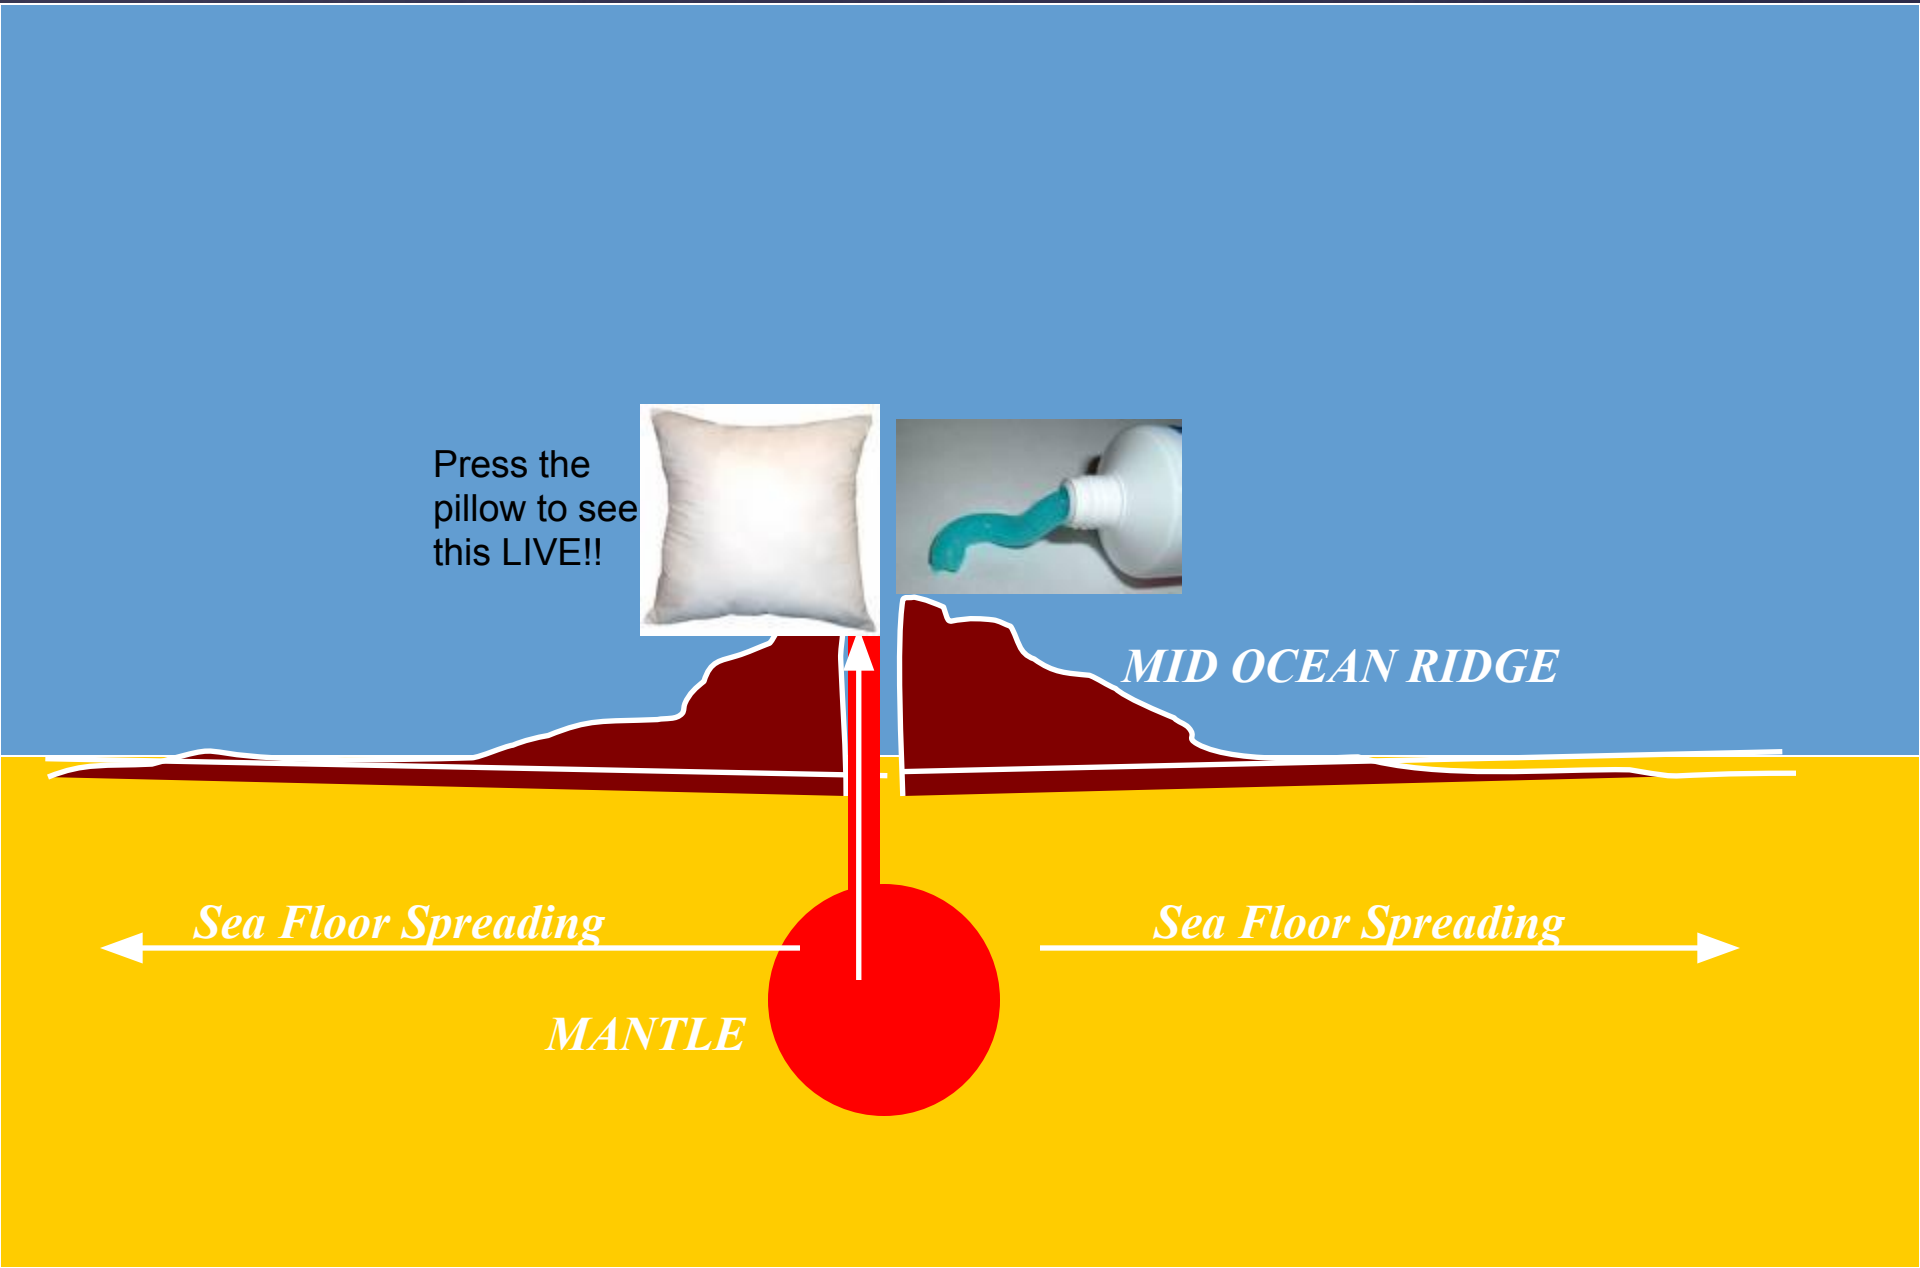 Press the
pillow to see
this LIVE!!
MID OCEAN RIDGE
Sea Floor Spreading
Sea Floor Spreading
MANTLE